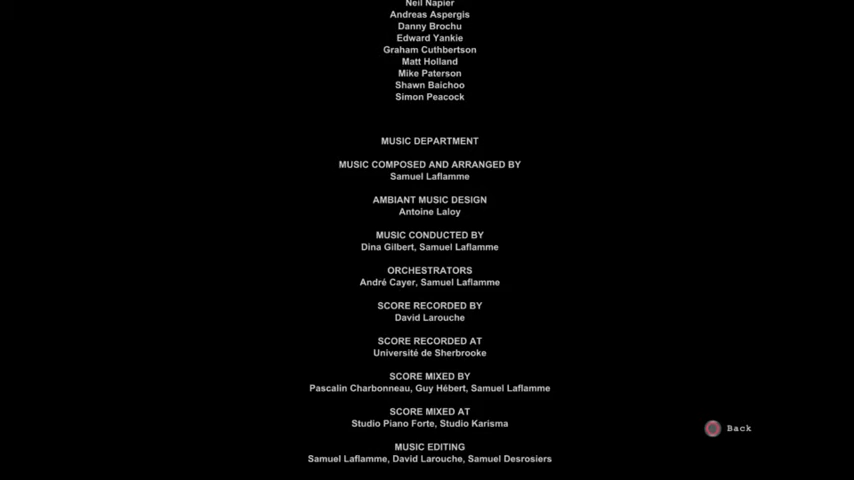 Neil Napier
Andreas Aspergis
Danny Brochu
Edward Yankie
Graham Cuthbertson
Matt Holland
Mike Paterson
Shawn Baichoo
Simon Peacock
MUSIC DEPARTMENT
MUSIC COMPOSED AND ARRANGED BY
Samuel Laflamme
AMBIANT MUSIC DESIGN
Antoine Laloy
MUSIC CONDUCTED BY
Dina Gilbert, Samuel Laflamme
ORCHESTRATORS
André Cayer, Samuel Laflamme
SCORE RECORDED BY
David Larouche
SCORE RECORDED AT
Université de Sherbrooke
SCORE MIXED BY
Pascalin Charbonneau, Guy Hébert, Samuel Laflamme
SCORE MIXED AT
Studio Piano Forte, Studio Karisma
Back
MUSIC EDITING
Samuel Laflamme, David Larouche, Samuel Desrosiers